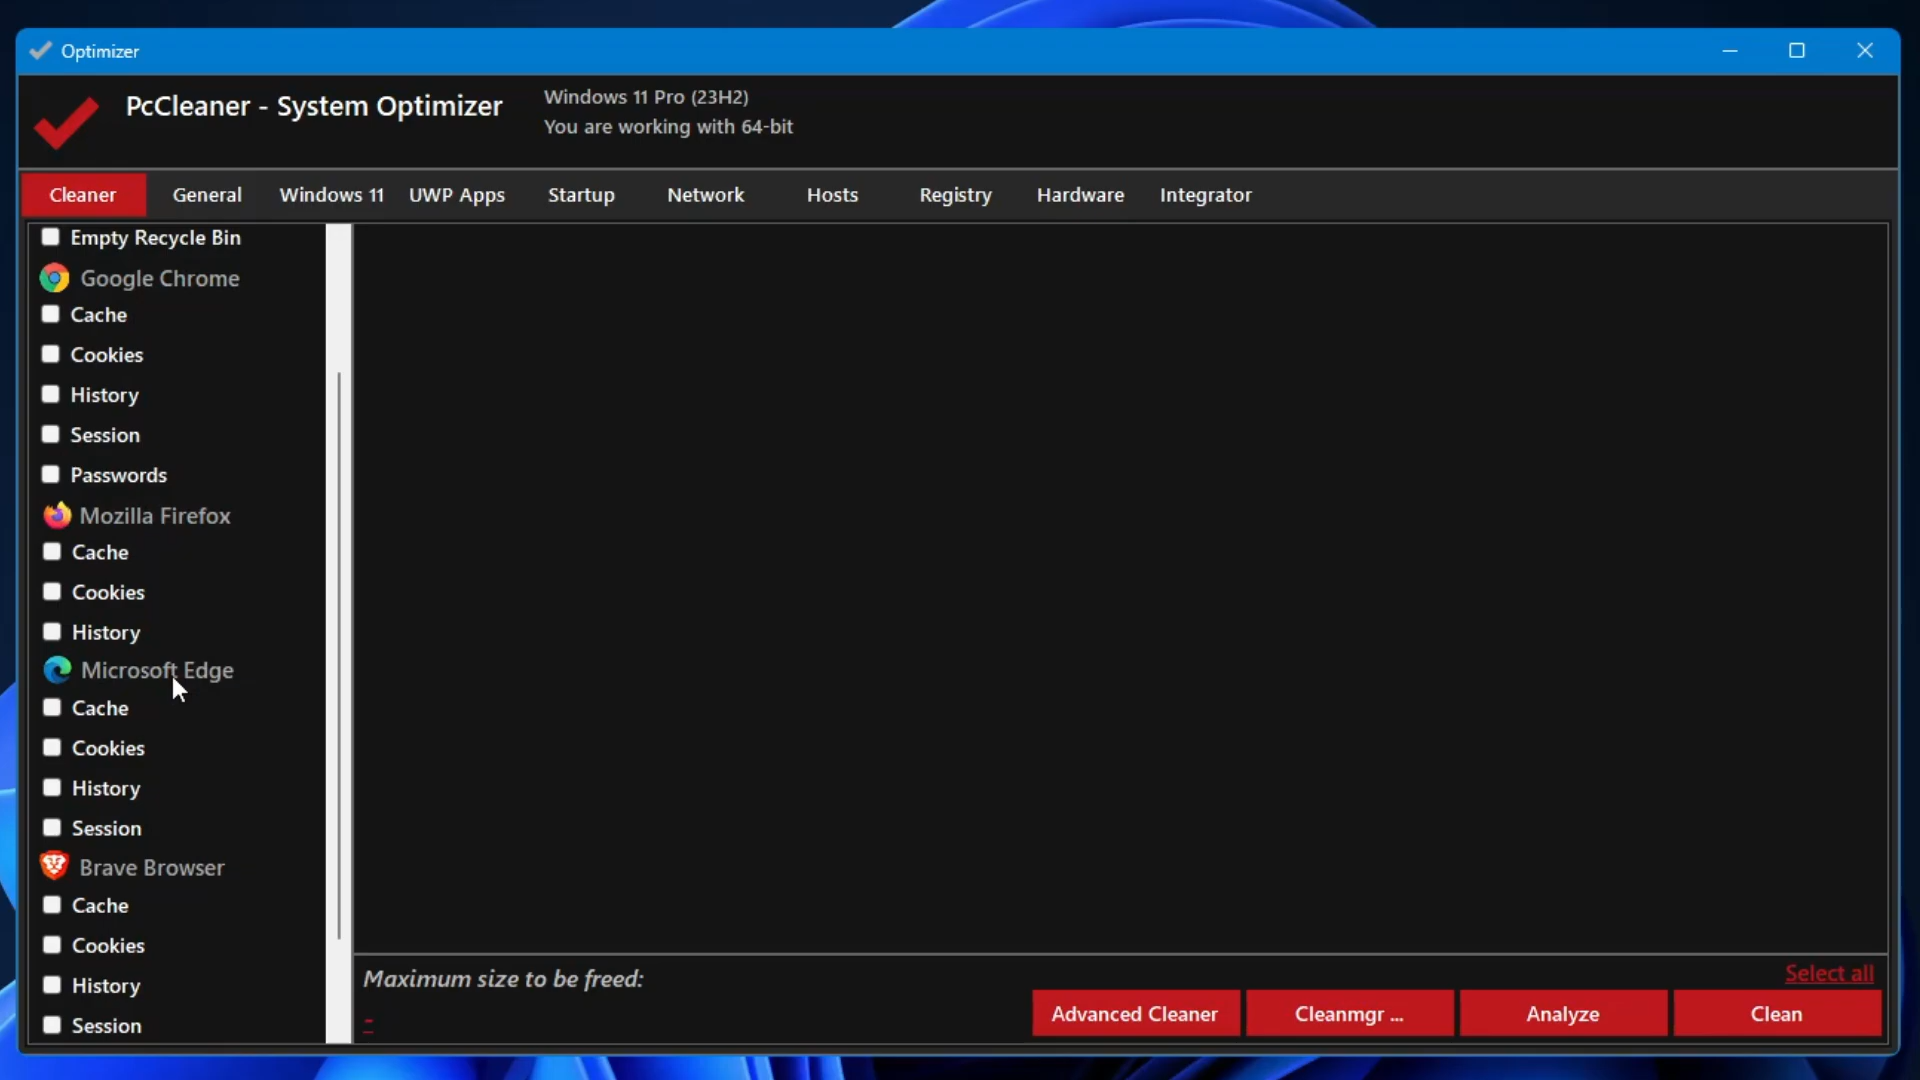 Optimizer
PcCleaner - System Optimizer
Windows 11 Pro (23H2)
You are working with 64-bit
Cleaner General Windows 11 UWP Apps Startup Network Hosts Registry Hardware Integrator
Empty Recycle Bin
Google Chrome
Cache
Cookies
History
Session
Passwords
Mozilla Firefox
Cache
Cookies
History
Microsoft Edge
Cache
Cookies
History
Session
Brave Browser
Cache
Cookies
History
Session
Maximum size to be freed:
-
Select all
Advanced Cleaner Cleanmgr ... Analyze Clean